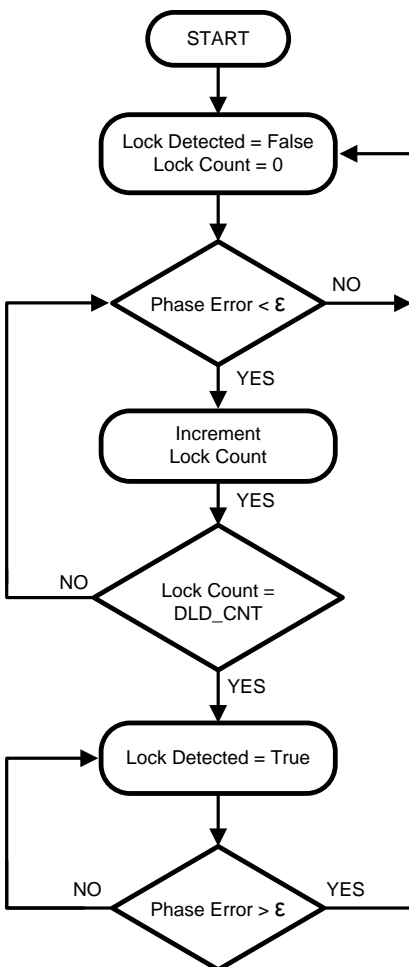 START
Lock Detected = False
Lock Count = 0
Phase Error < ε
NO
YES
Increment
Lock Count
YES
NO
Lock Count =
DLD_CNT
YES
Lock Detected = True
NO
Phase Error > ε
YES